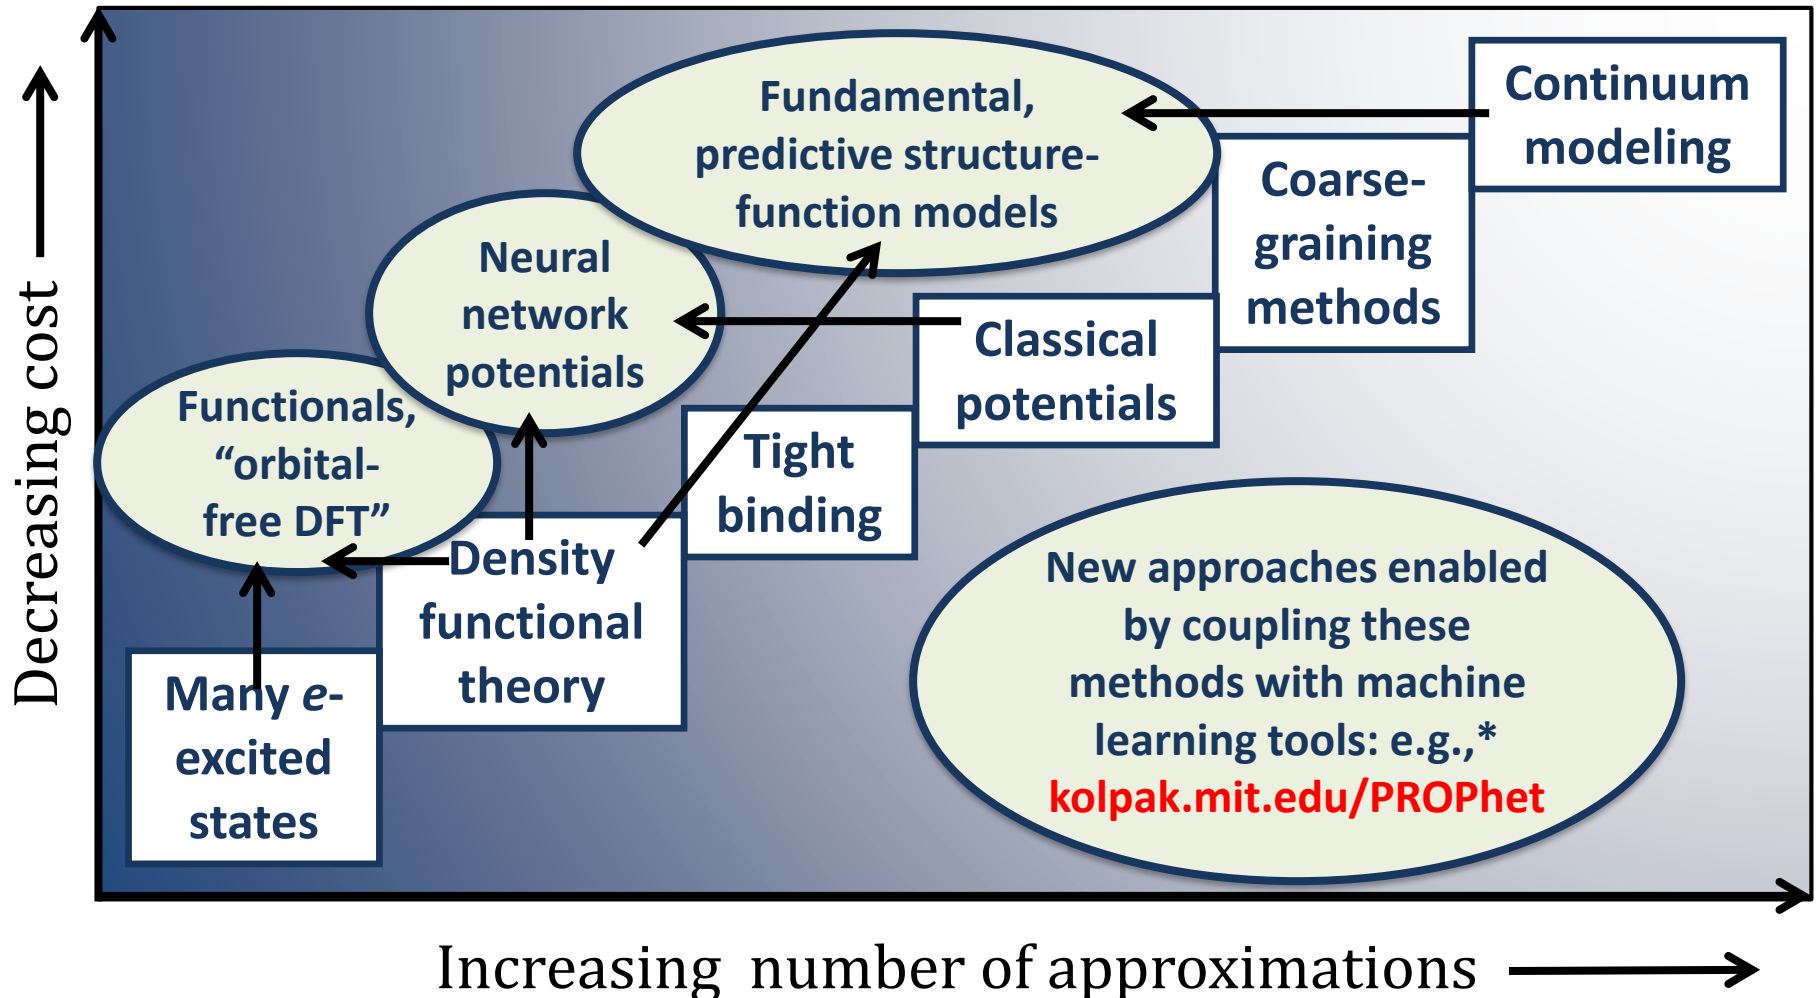 Decreasing cost
Fundamental,
predictive structure-
function models
Continuum
modeling
Coarse-
graining
methods
Neural
network
potentials
Classical
potentials
Functionals,
“orbital-
free DFT”
Tight
binding
Density
functional
theory
Many e-
excited
states
New approaches enabled
by coupling these
methods with machine
learning tools: e.g.,*
kolpak.mit.edu/PROPhet
Increasing number of approximations